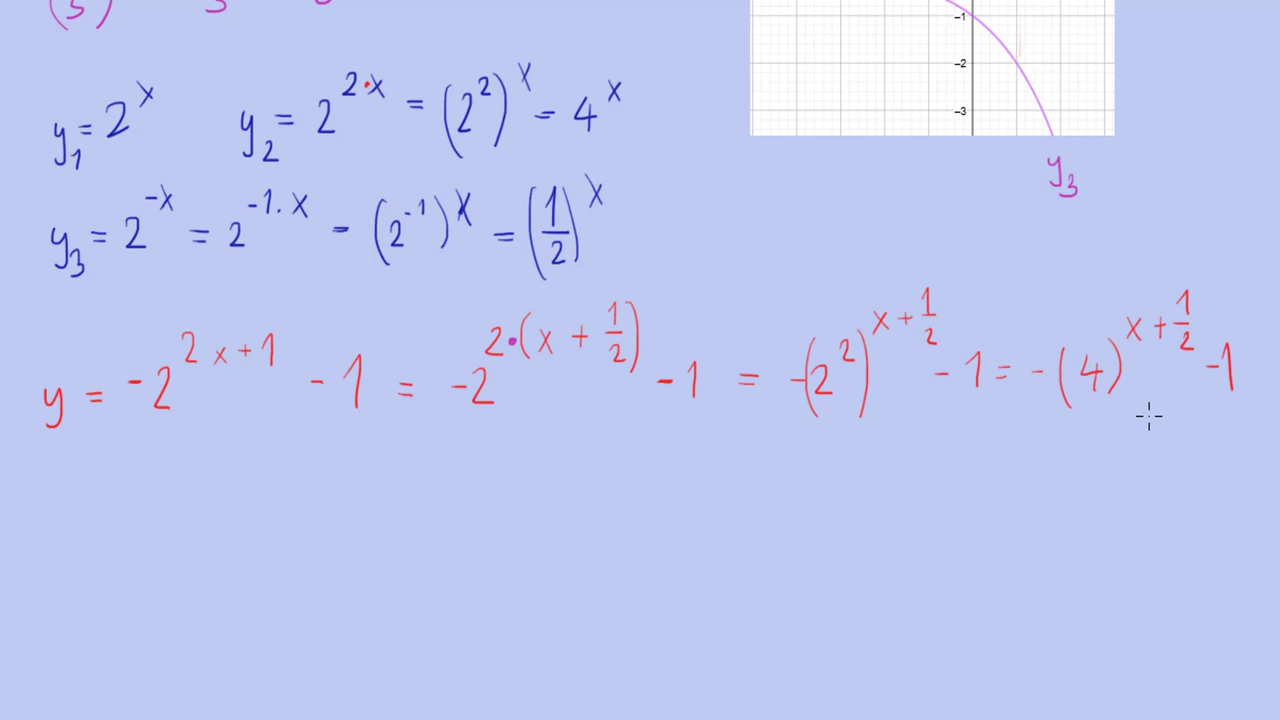 -1
-2
-3
y₃
y₁ = 2^x    y₂ = 2^(2·x) = (2²)^x = 4^x
y₃ = 2^(-x) = 2^(-1·x) = (2^(-1))^x = (1/2)^x
y = -2^(2x+1) - 1 = -2^(2·(x + 1/2)) - 1 = -(2²)^(x + 1/2) - 1 = -(4)^(x + 1/2) - 1